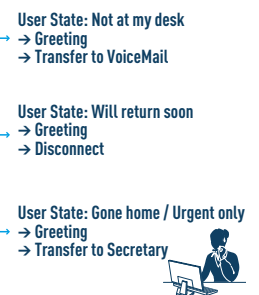 User State: Not at my desk
→ Greeting
→ Transfer to VoiceMail
User State: Will return soon
→ Greeting
→ Disconnect
User State: Gone home / Urgent only
→ Greeting
→ Transfer to Secretary